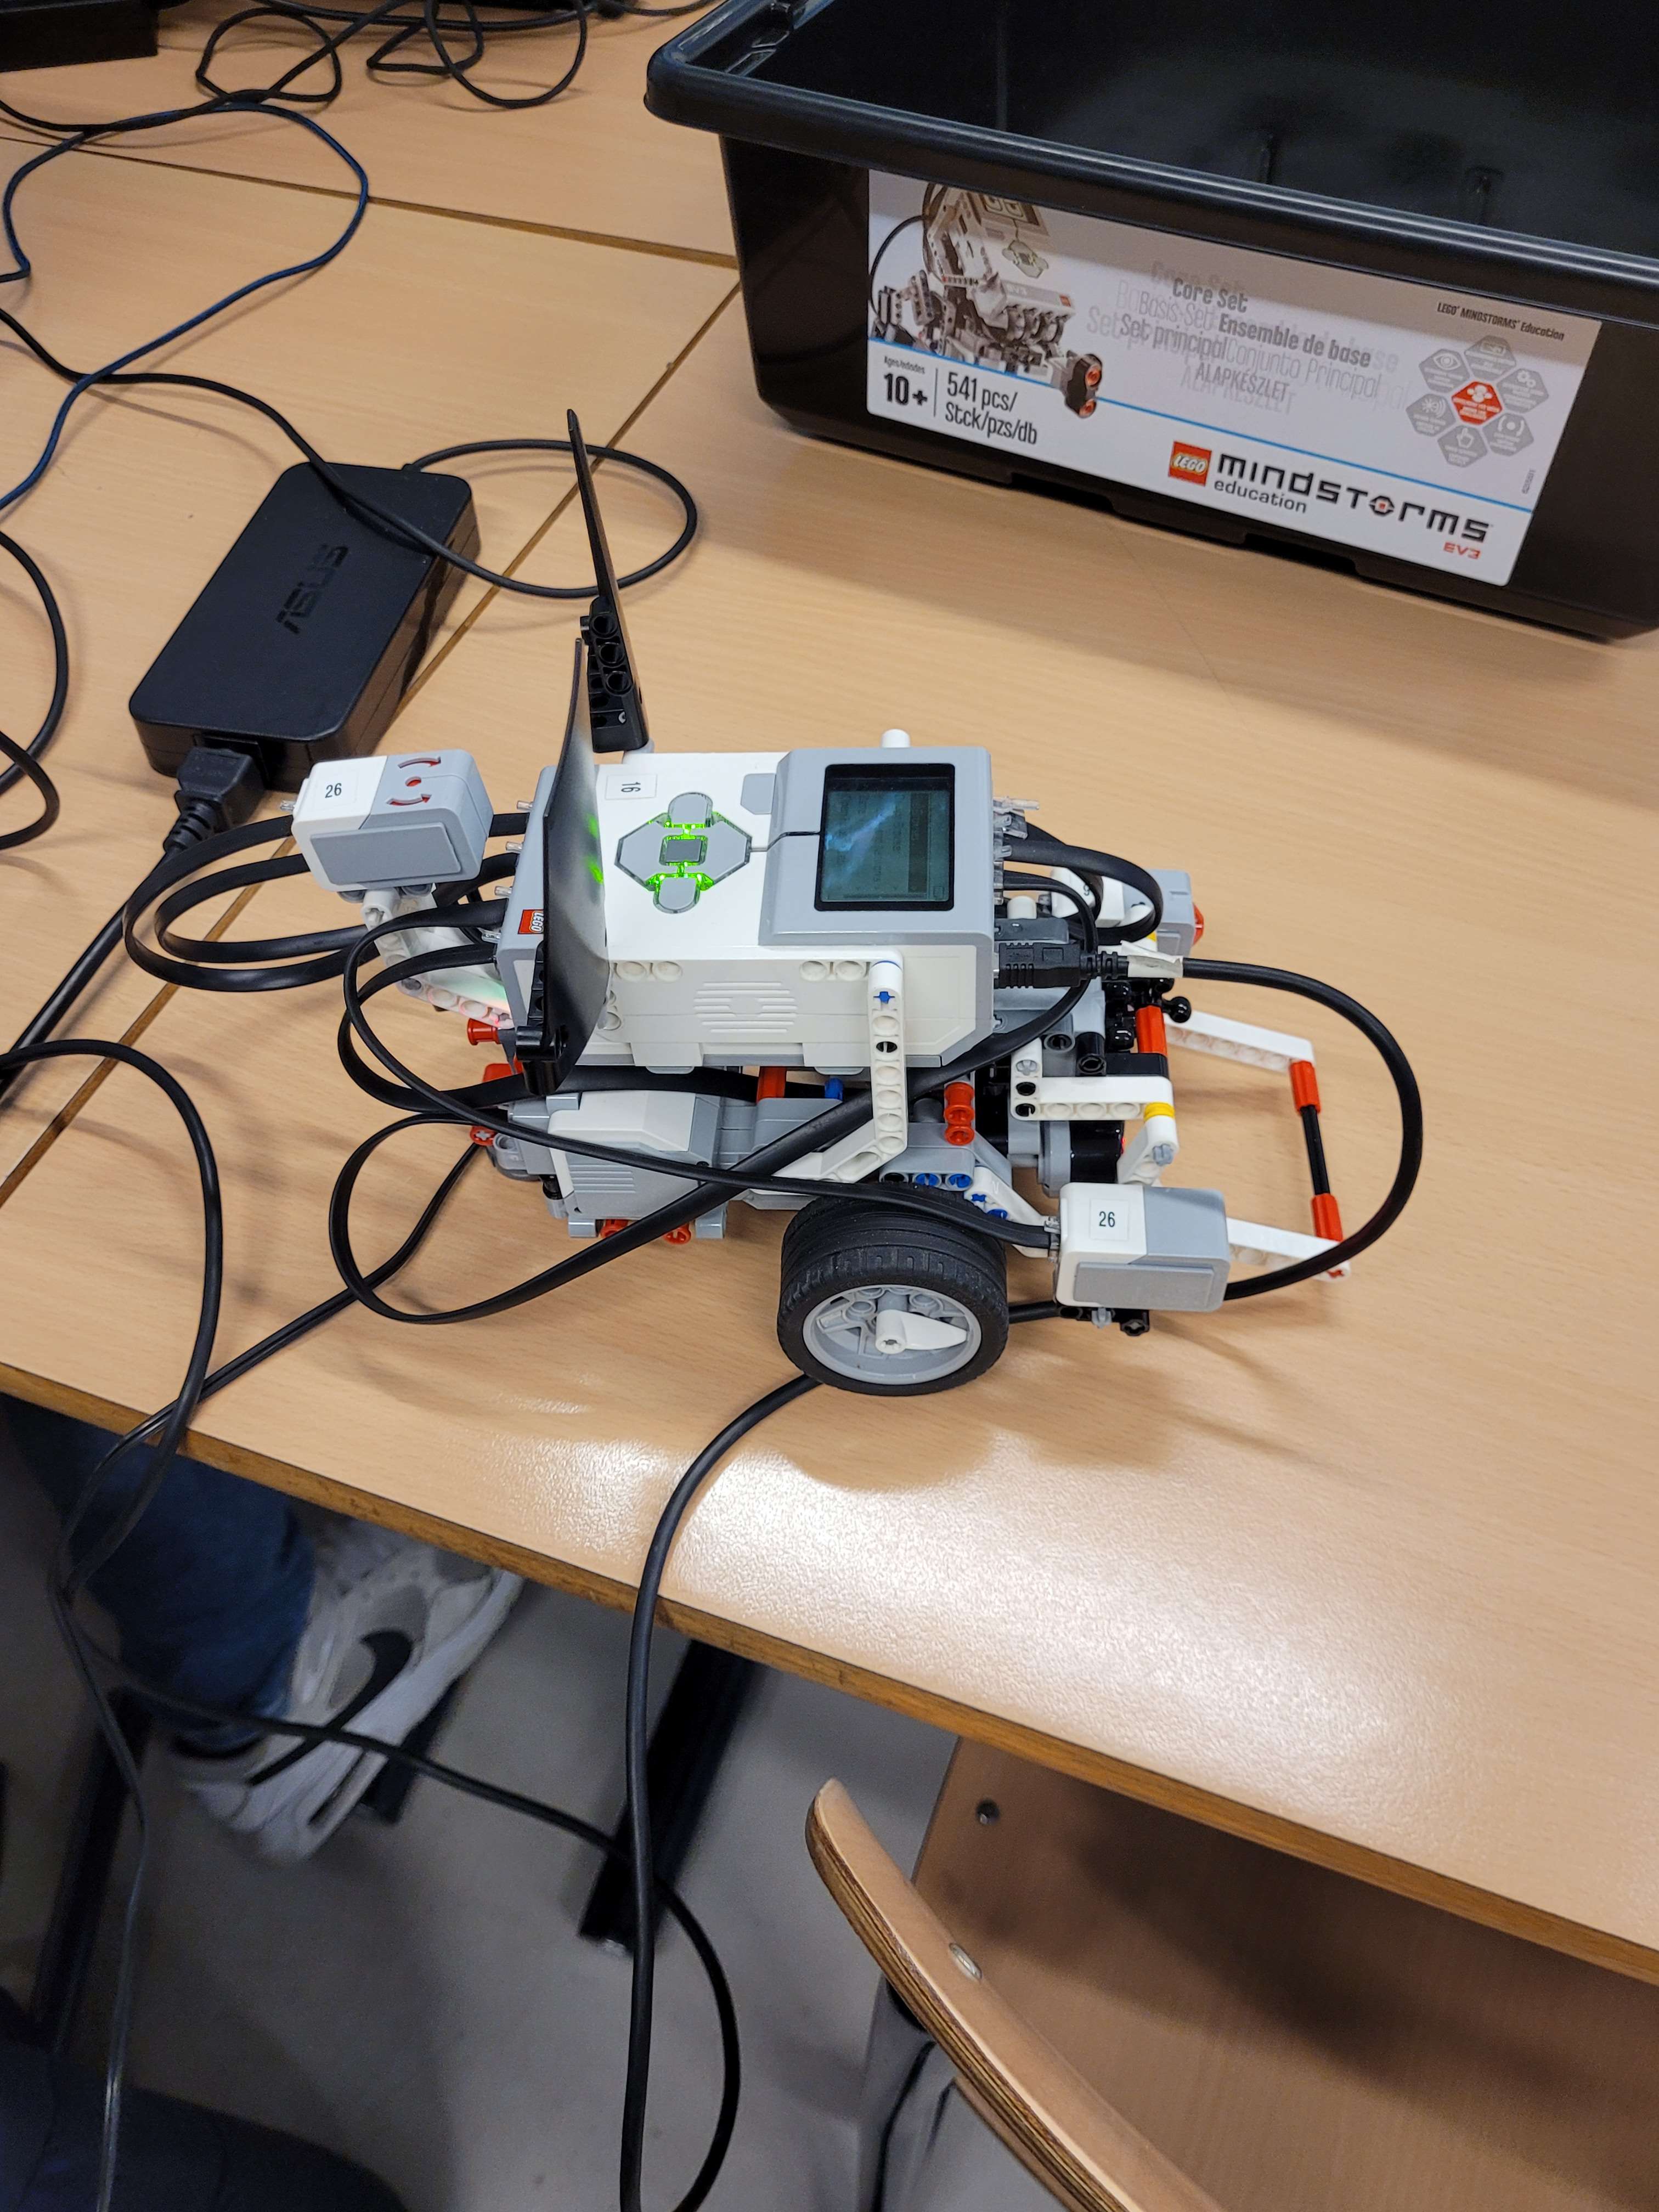 Core Set
Basis-Set Ensemble de base
Set principal Conjunto Principal
ALAPKÉSZLET
LEGO® MINDSTORMS® Education
Ages/edades
10+
541 pcs/
Stck/pzs/db
LEGO mindstorms
education
EV3
ASUS
26
16
LEGO
26